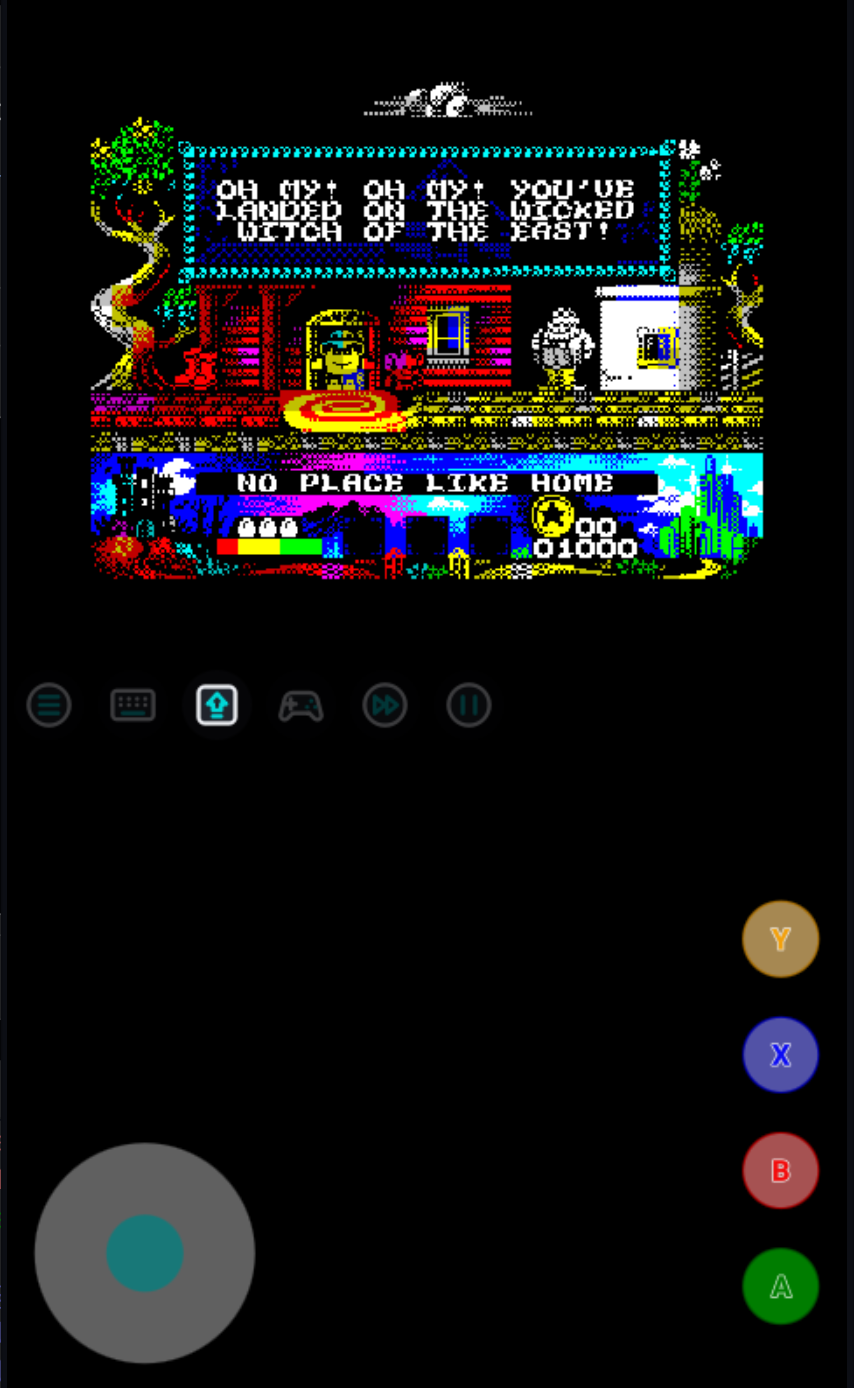 OH MY! OH MY! YOU'VE
LANDED ON THE WICKED
WITCH OF THE EAST!
NO PLACE LIKE HOME
00
01000
Y
X
B
A